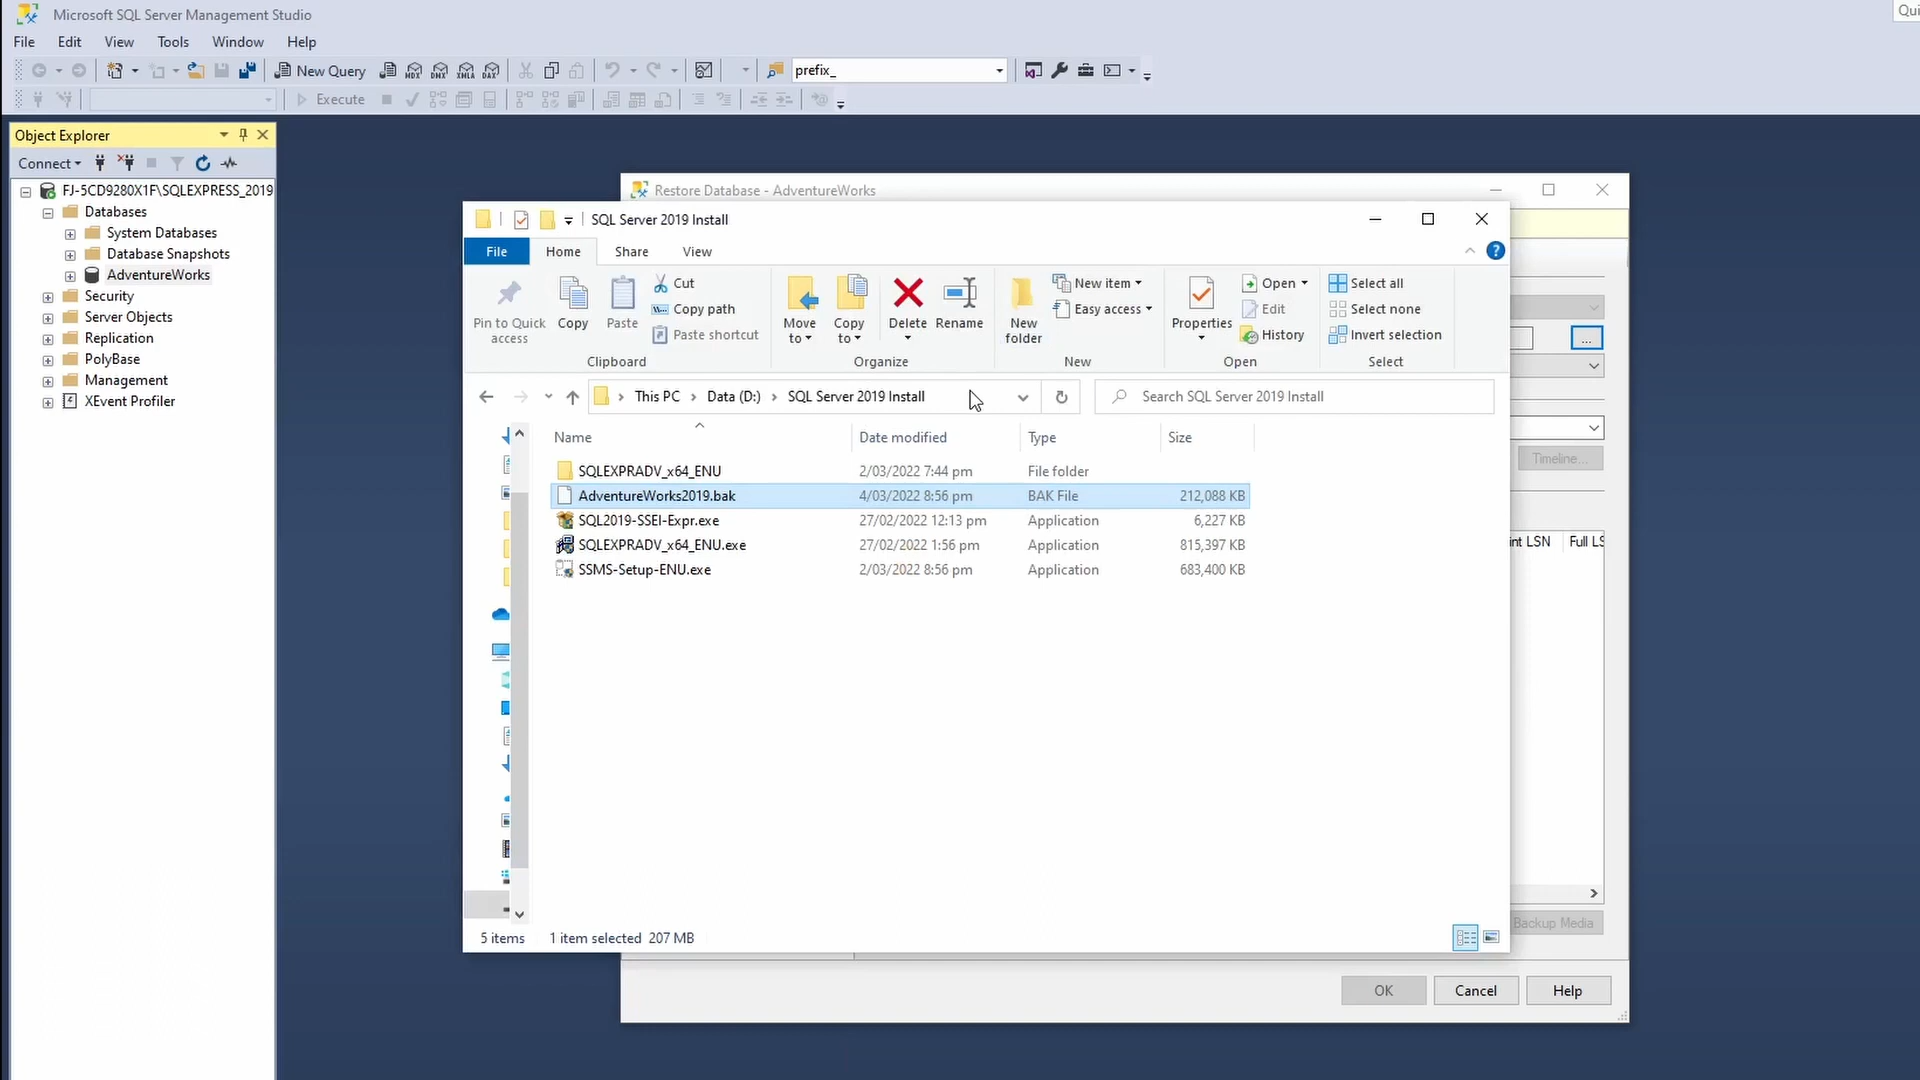 Microsoft SQL Server Management Studio
File Edit View Tools Window Help
New Query MDX DMX XMLA DAX prefix_
Execute
Object Explorer
Connect
FJ-5CD9280X1F\SQLEXPRESS_2019
Databases
System Databases
Database Snapshots
AdventureWorks
Security
Server Objects
Replication
PolyBase
Management
XEvent Profiler
Restore Database - AdventureWorks
SQL Server 2019 Install
File Home Share View
Pin to Quick access
Copy
Paste
Cut
Copy path
Paste shortcut
Clipboard
Move to
Copy to
Delete
Rename
Organize
New folder
New item
Easy access
New
Properties
Open
Edit
History
Open
Select all
Select none
Invert selection
Select
...
This PC > Data (D:) > SQL Server 2019 Install
Search SQL Server 2019 Install
Name Date modified Type Size
SQLEXPRADV_x64_ENU 2/03/2022 7:44 pm File folder
AdventureWorks2019.bak 4/03/2022 8:56 pm BAK File 212,088 KB
SQL2019-SSEI-Expr.exe 27/02/2022 12:13 pm Application 6,227 KB
SQLEXPRADV_x64_ENU.exe 27/02/2022 1:56 pm Application 815,397 KB
SSMS-Setup-ENU.exe 2/03/2022 8:56 pm Application 683,400 KB
Timeline...
int LSN Full LS
5 items 1 item selected 207 MB
Backup Media
OK Cancel Help
Qui